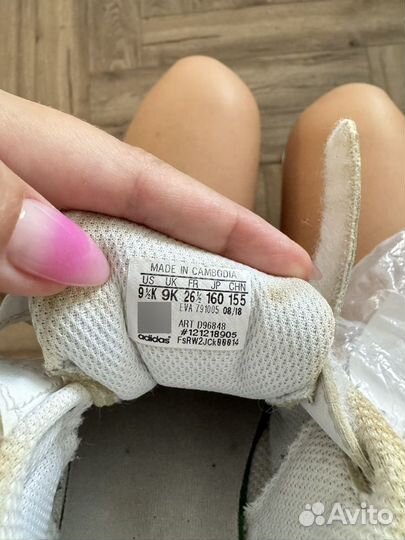 MADE IN CAMBODIA
US UK FR JP CHN
9½K 9K 26½ 160 155
EVA 791005 08/18
ART D96848
#121218905
adidas FsRW2JCk00014
Avito